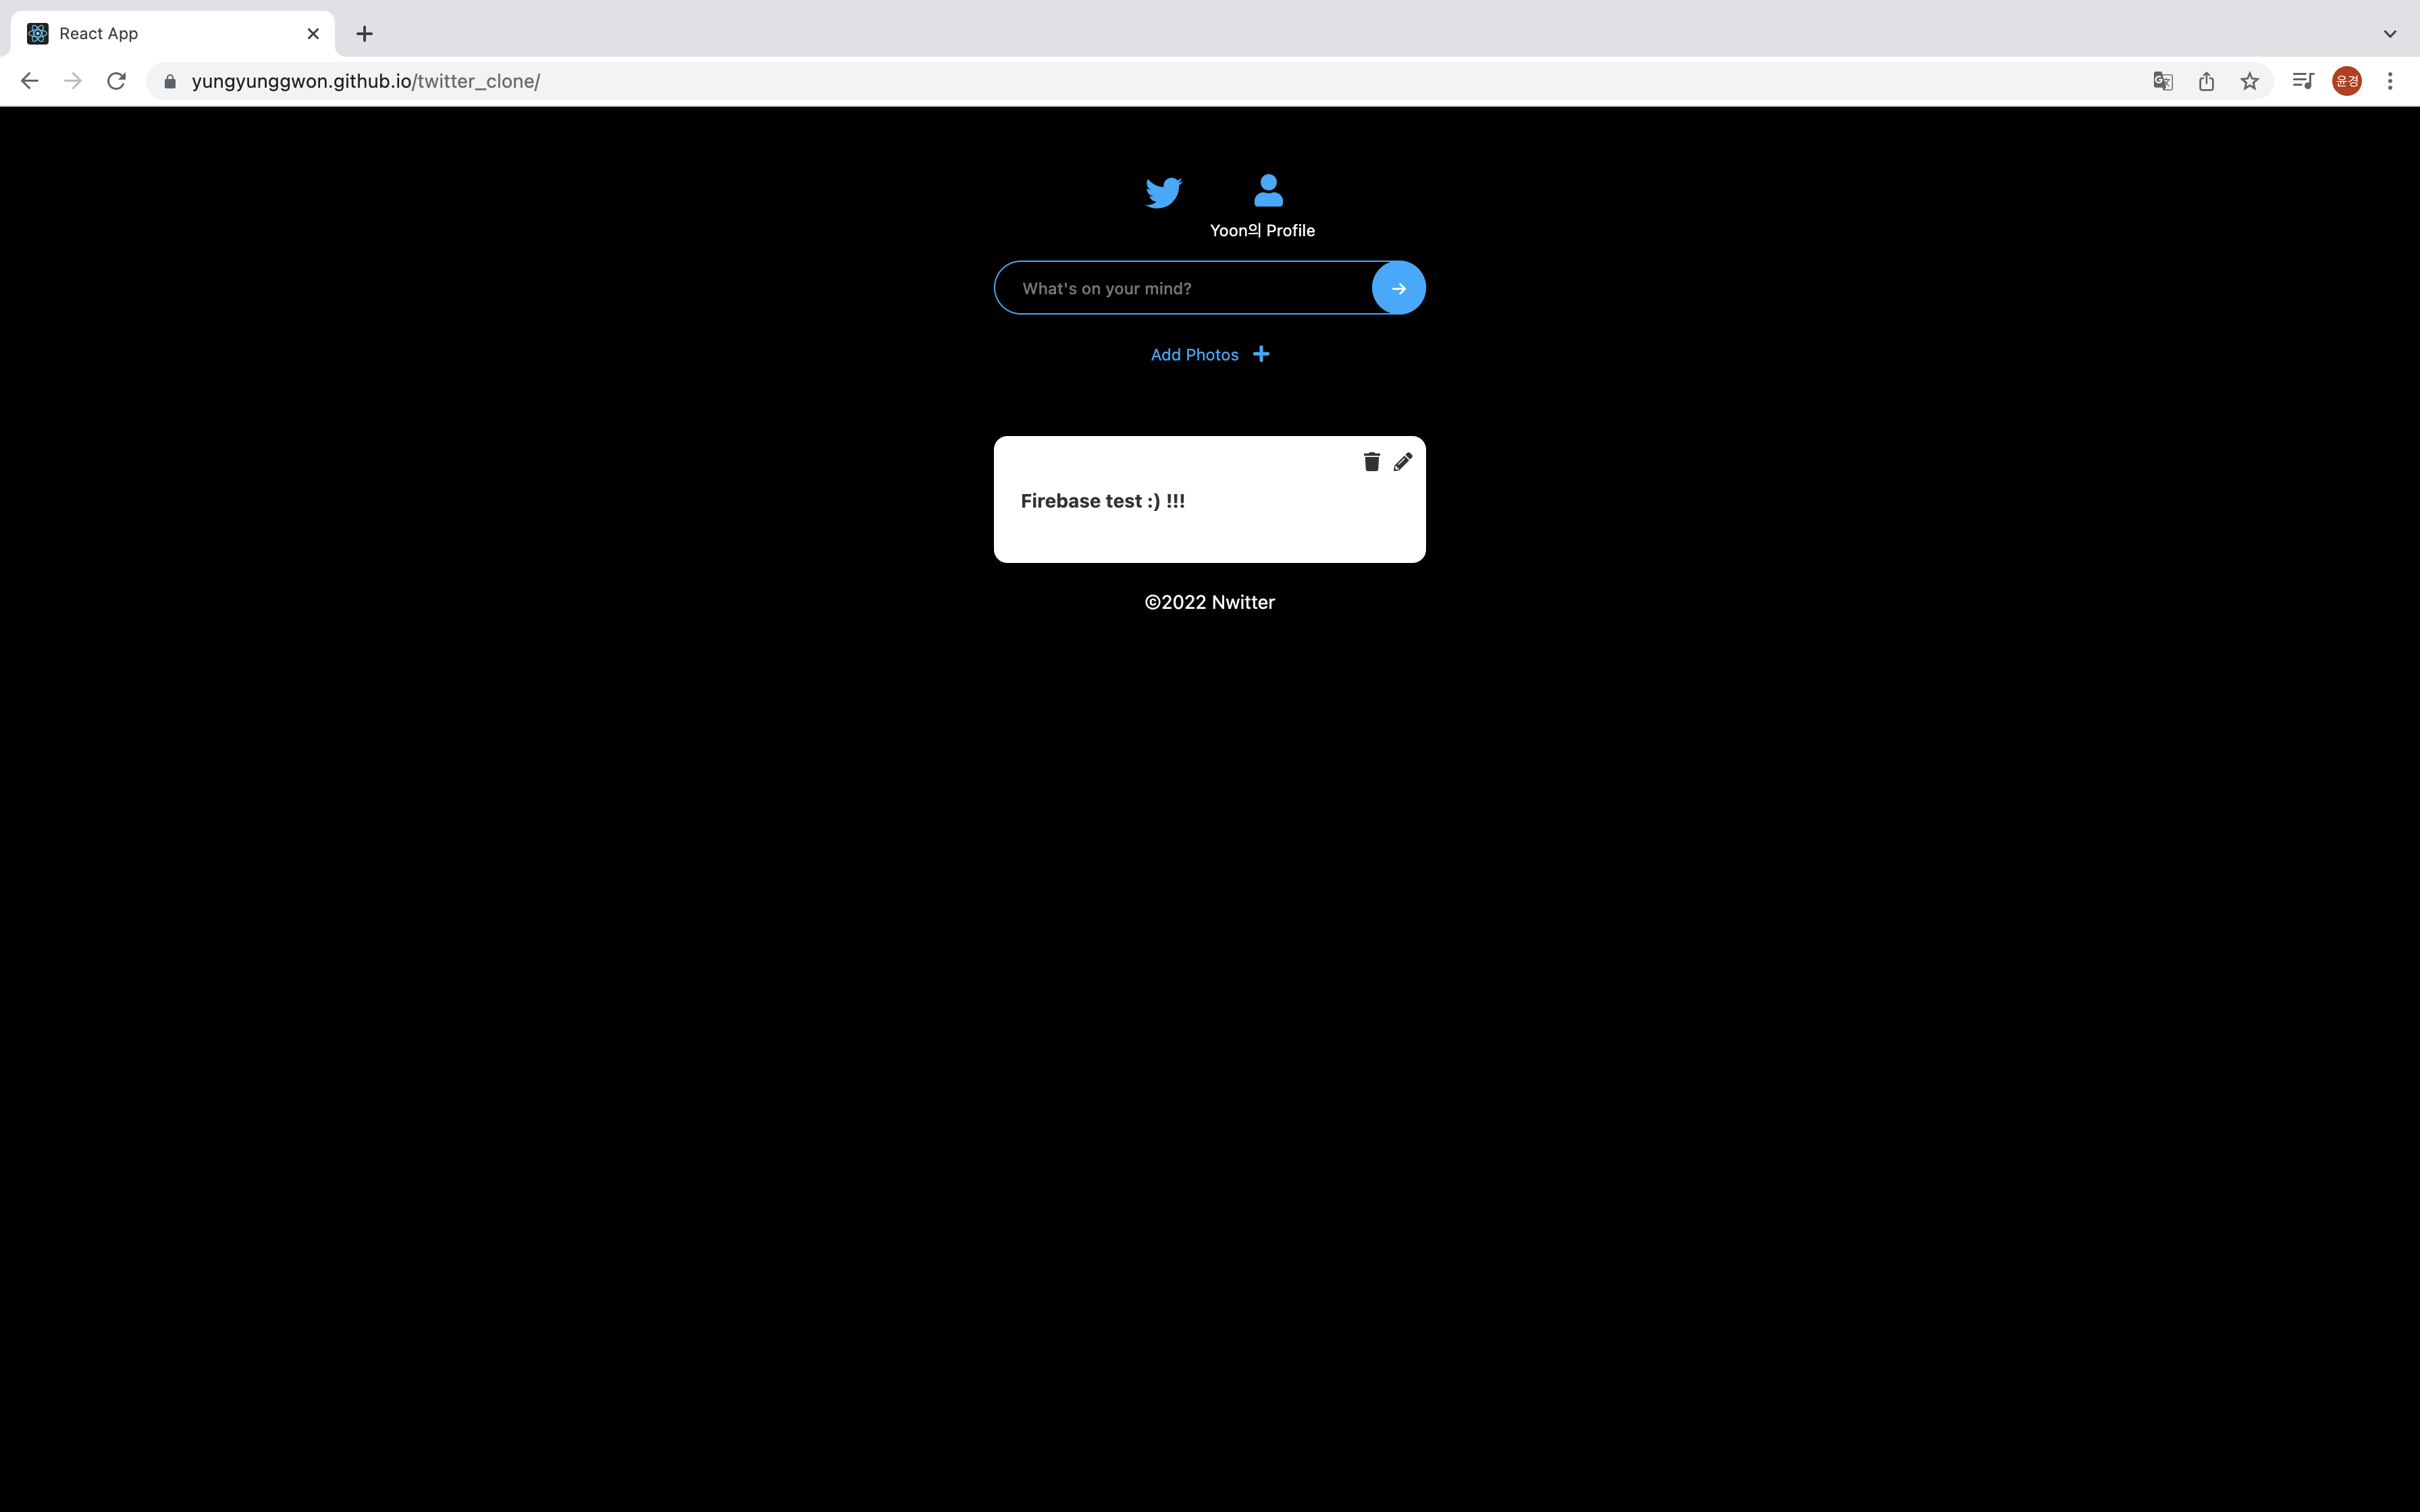 React App
yungyunggwon.github.io/twitter_clone/
윤경
Yoon의 Profile
What's on your mind?
Add Photos
Firebase test :) !!!
©2022 Nwitter